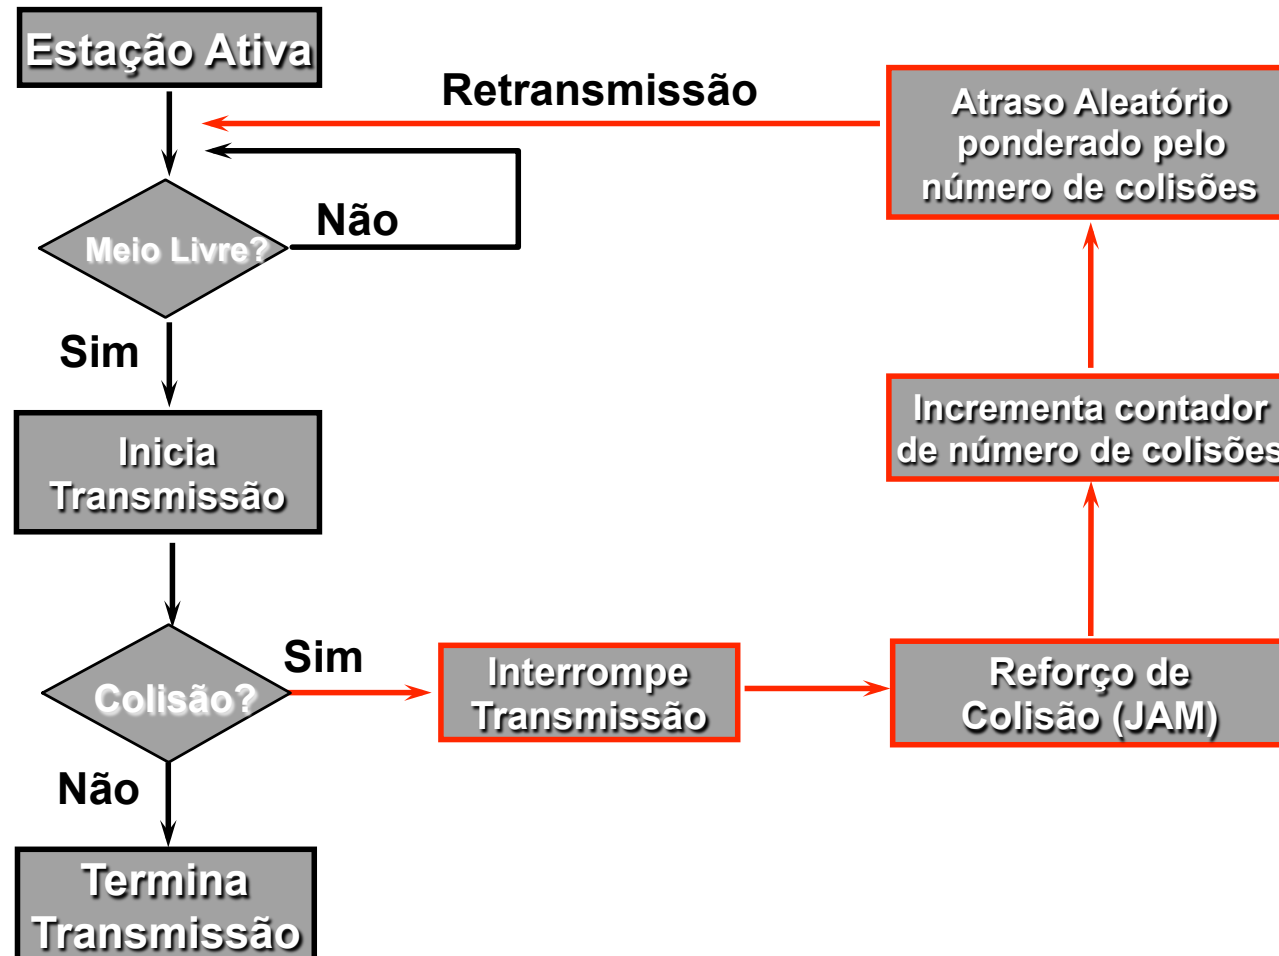 Estação Ativa
Retransmissão
Atraso Aleatório
ponderado pelo
número de colisões
Não
Meio Livre?
Sim
Inicia
Transmissão
Incrementa contador
de número de colisões
Sim
Colisão?
Interrompe
Transmissão
Reforço de
Colisão (JAM)
Não
Termina
Transmissão